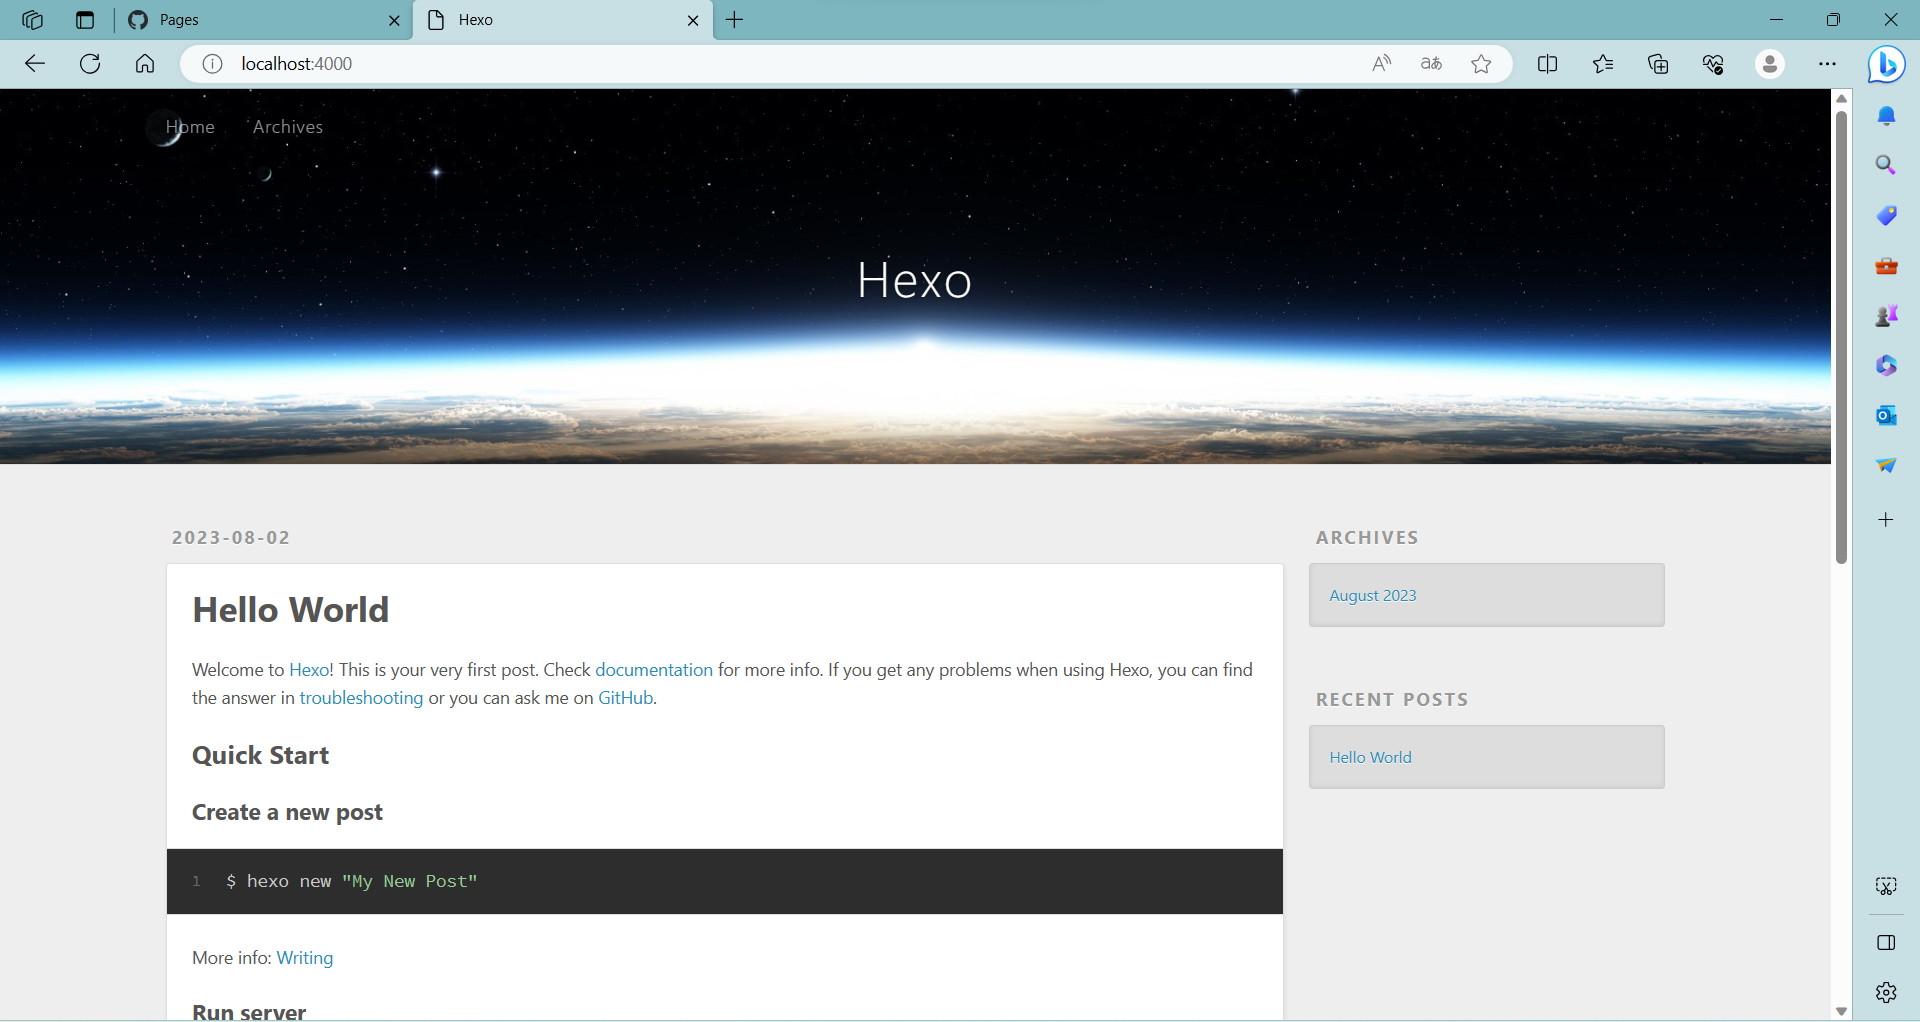 Pages
Hexo
localhost:4000
Home Archives
Hexo
2023-08-02
Hello World
Welcome to Hexo! This is your very first post. Check documentation for more info. If you get any problems when using Hexo, you can find
the answer in troubleshooting or you can ask me on GitHub.
Quick Start
Create a new post
1 $ hexo new "My New Post"
More info: Writing
Run server
ARCHIVES
August 2023
RECENT POSTS
Hello World